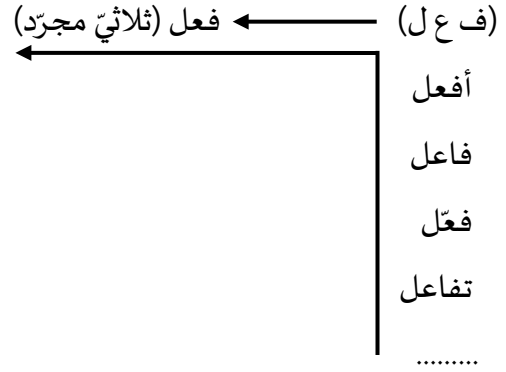 (ف ع ل) فعل (ثلاثيّ مجرّد)
أفعل
فاعل
فعّل
تفاعل
.........